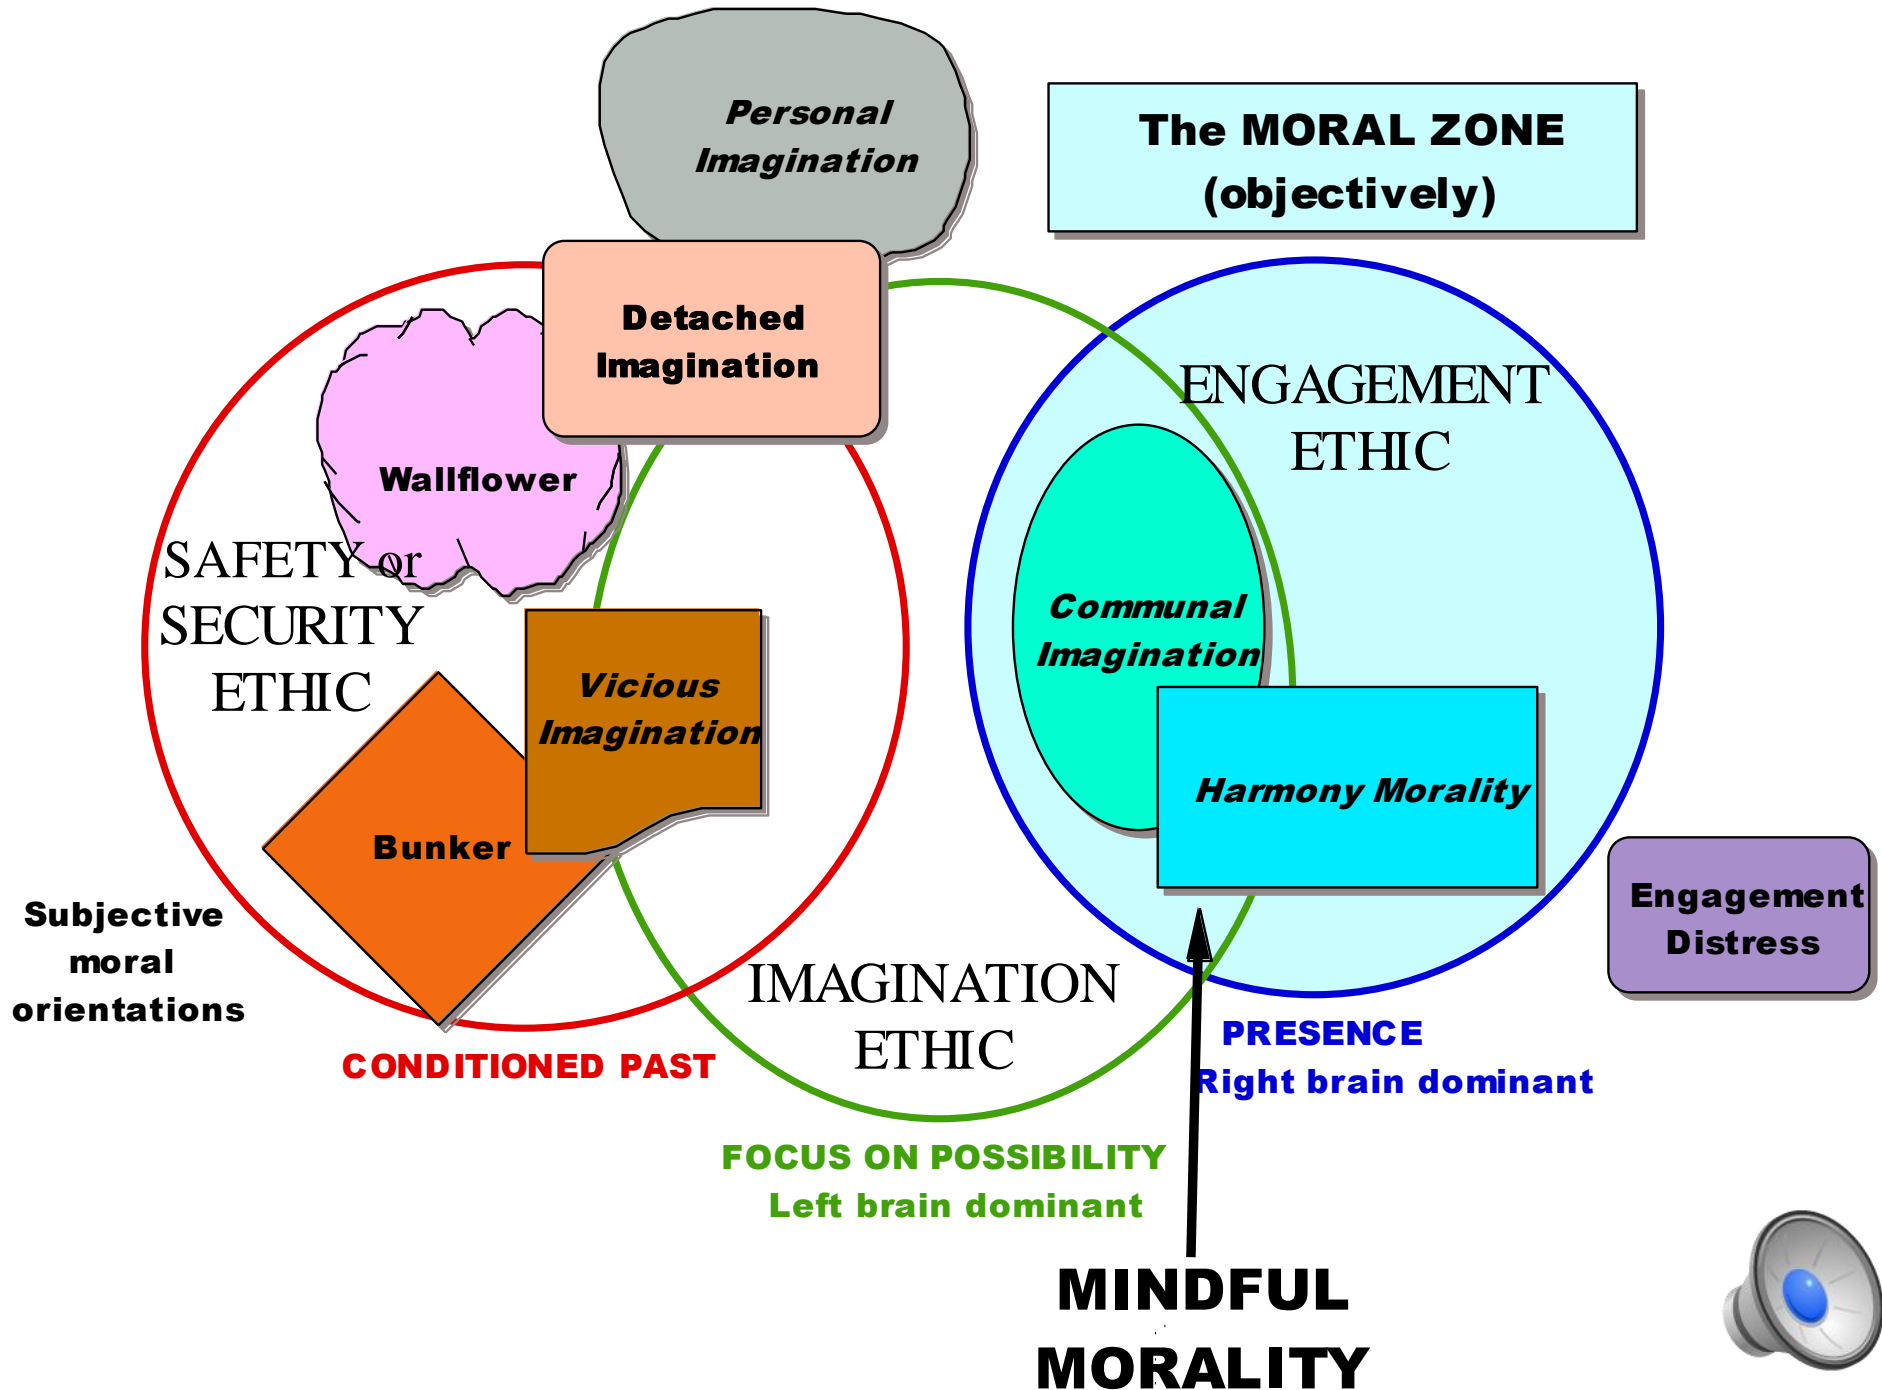 Personal
Imagination
The MORAL ZONE
(objectively)
Detached
Imagination
ENGAGEMENT
ETHIC
Wallflower
SAFETY or
SECURITY
ETHIC
Communal
Imagination
Vicious
Imagination
Harmony Morality
Bunker
Engagement
Distress
Subjective
moral
orientations
IMAGINATION
ETHIC
CONDITIONED PAST
PRESENCE
Right brain dominant
FOCUS ON POSSIBILITY
Left brain dominant
MINDFUL
MORALITY